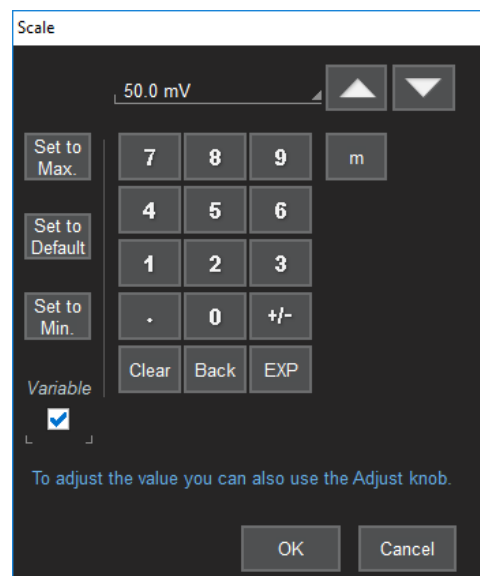 Scale
50.0 mV
Set to
Max.
7 8 9 m
Set to
Default
4 5 6
1 2 3
Set to
Min.
. 0 +/-
Clear Back EXP
Variable
To adjust the value you can also use the Adjust knob.
OK Cancel